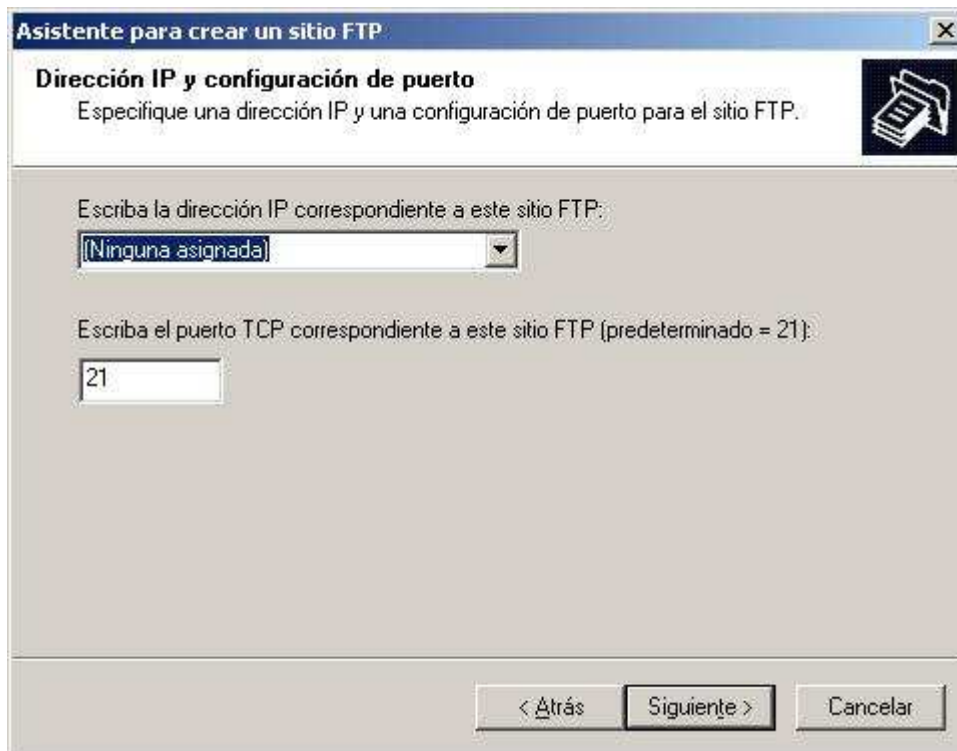 Asistente para crear un sitio FTP
Dirección IP y configuración de puerto
Especifique una dirección IP y una configuración de puerto para el sitio FTP.
Escriba la dirección IP correspondiente a este sitio FTP:
(Ninguna asignada)
Escriba el puerto TCP correspondiente a este sitio FTP (predeterminado = 21):
21
< Atrás Siguiente > Cancelar